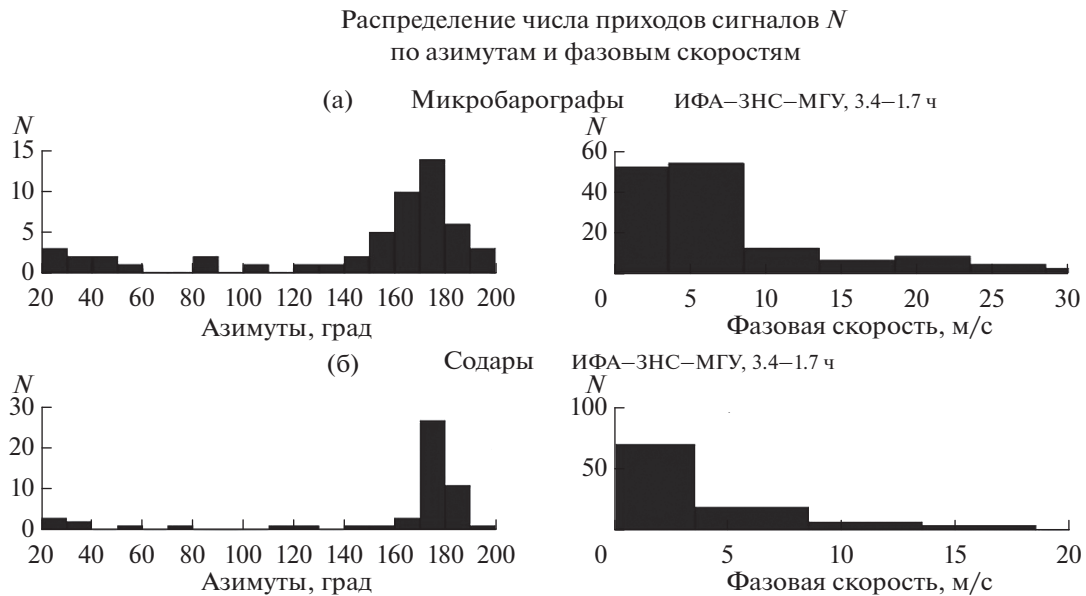 Распределение числа приходов сигналов N
по азимутам и фазовым скоростям
(а) Микробарографы ИФА–ЗНС–МГУ, 3.4–1.7 ч
N
15
10
5
0
20 40 60 80 100 120 140 160 180 200
Азимуты, град
N
60
40
20
0 5 10 15 20 25 30
Фазовая скорость, м/с
(б) Содары ИФА–ЗНС–МГУ, 3.4–1.7 ч
N
30
20
10
0
20 40 60 80 100 120 140 160 180 200
Азимуты, град
N
100
50
0 5 10 15 20
Фазовая скорость, м/с